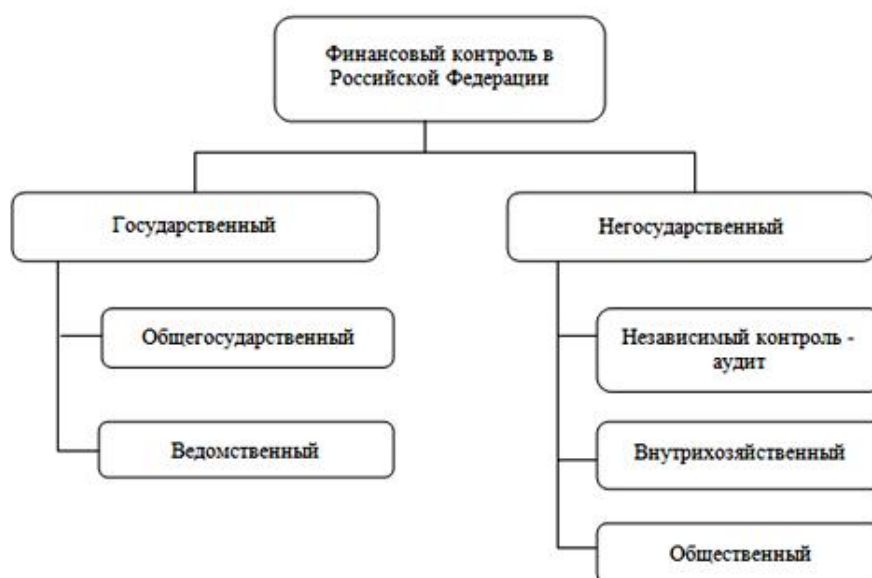 Финансовый контроль в
Российской Федерации
Государственный
Негосударственный
Общегосударственный
Независимый контроль -
аудит
Ведомственный
Внутрихозяйственный
Общественный